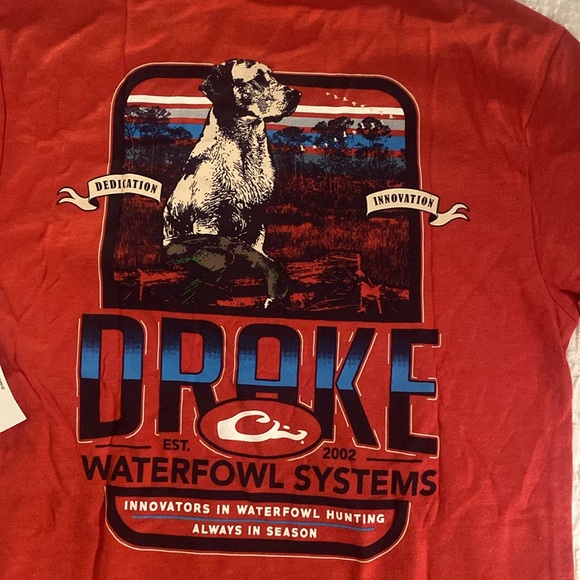 DEDICATION
INNOVATION
DRAKE
EST. 2002
WATERFOWL SYSTEMS
INNOVATORS IN WATERFOWL HUNTING
ALWAYS IN SEASON